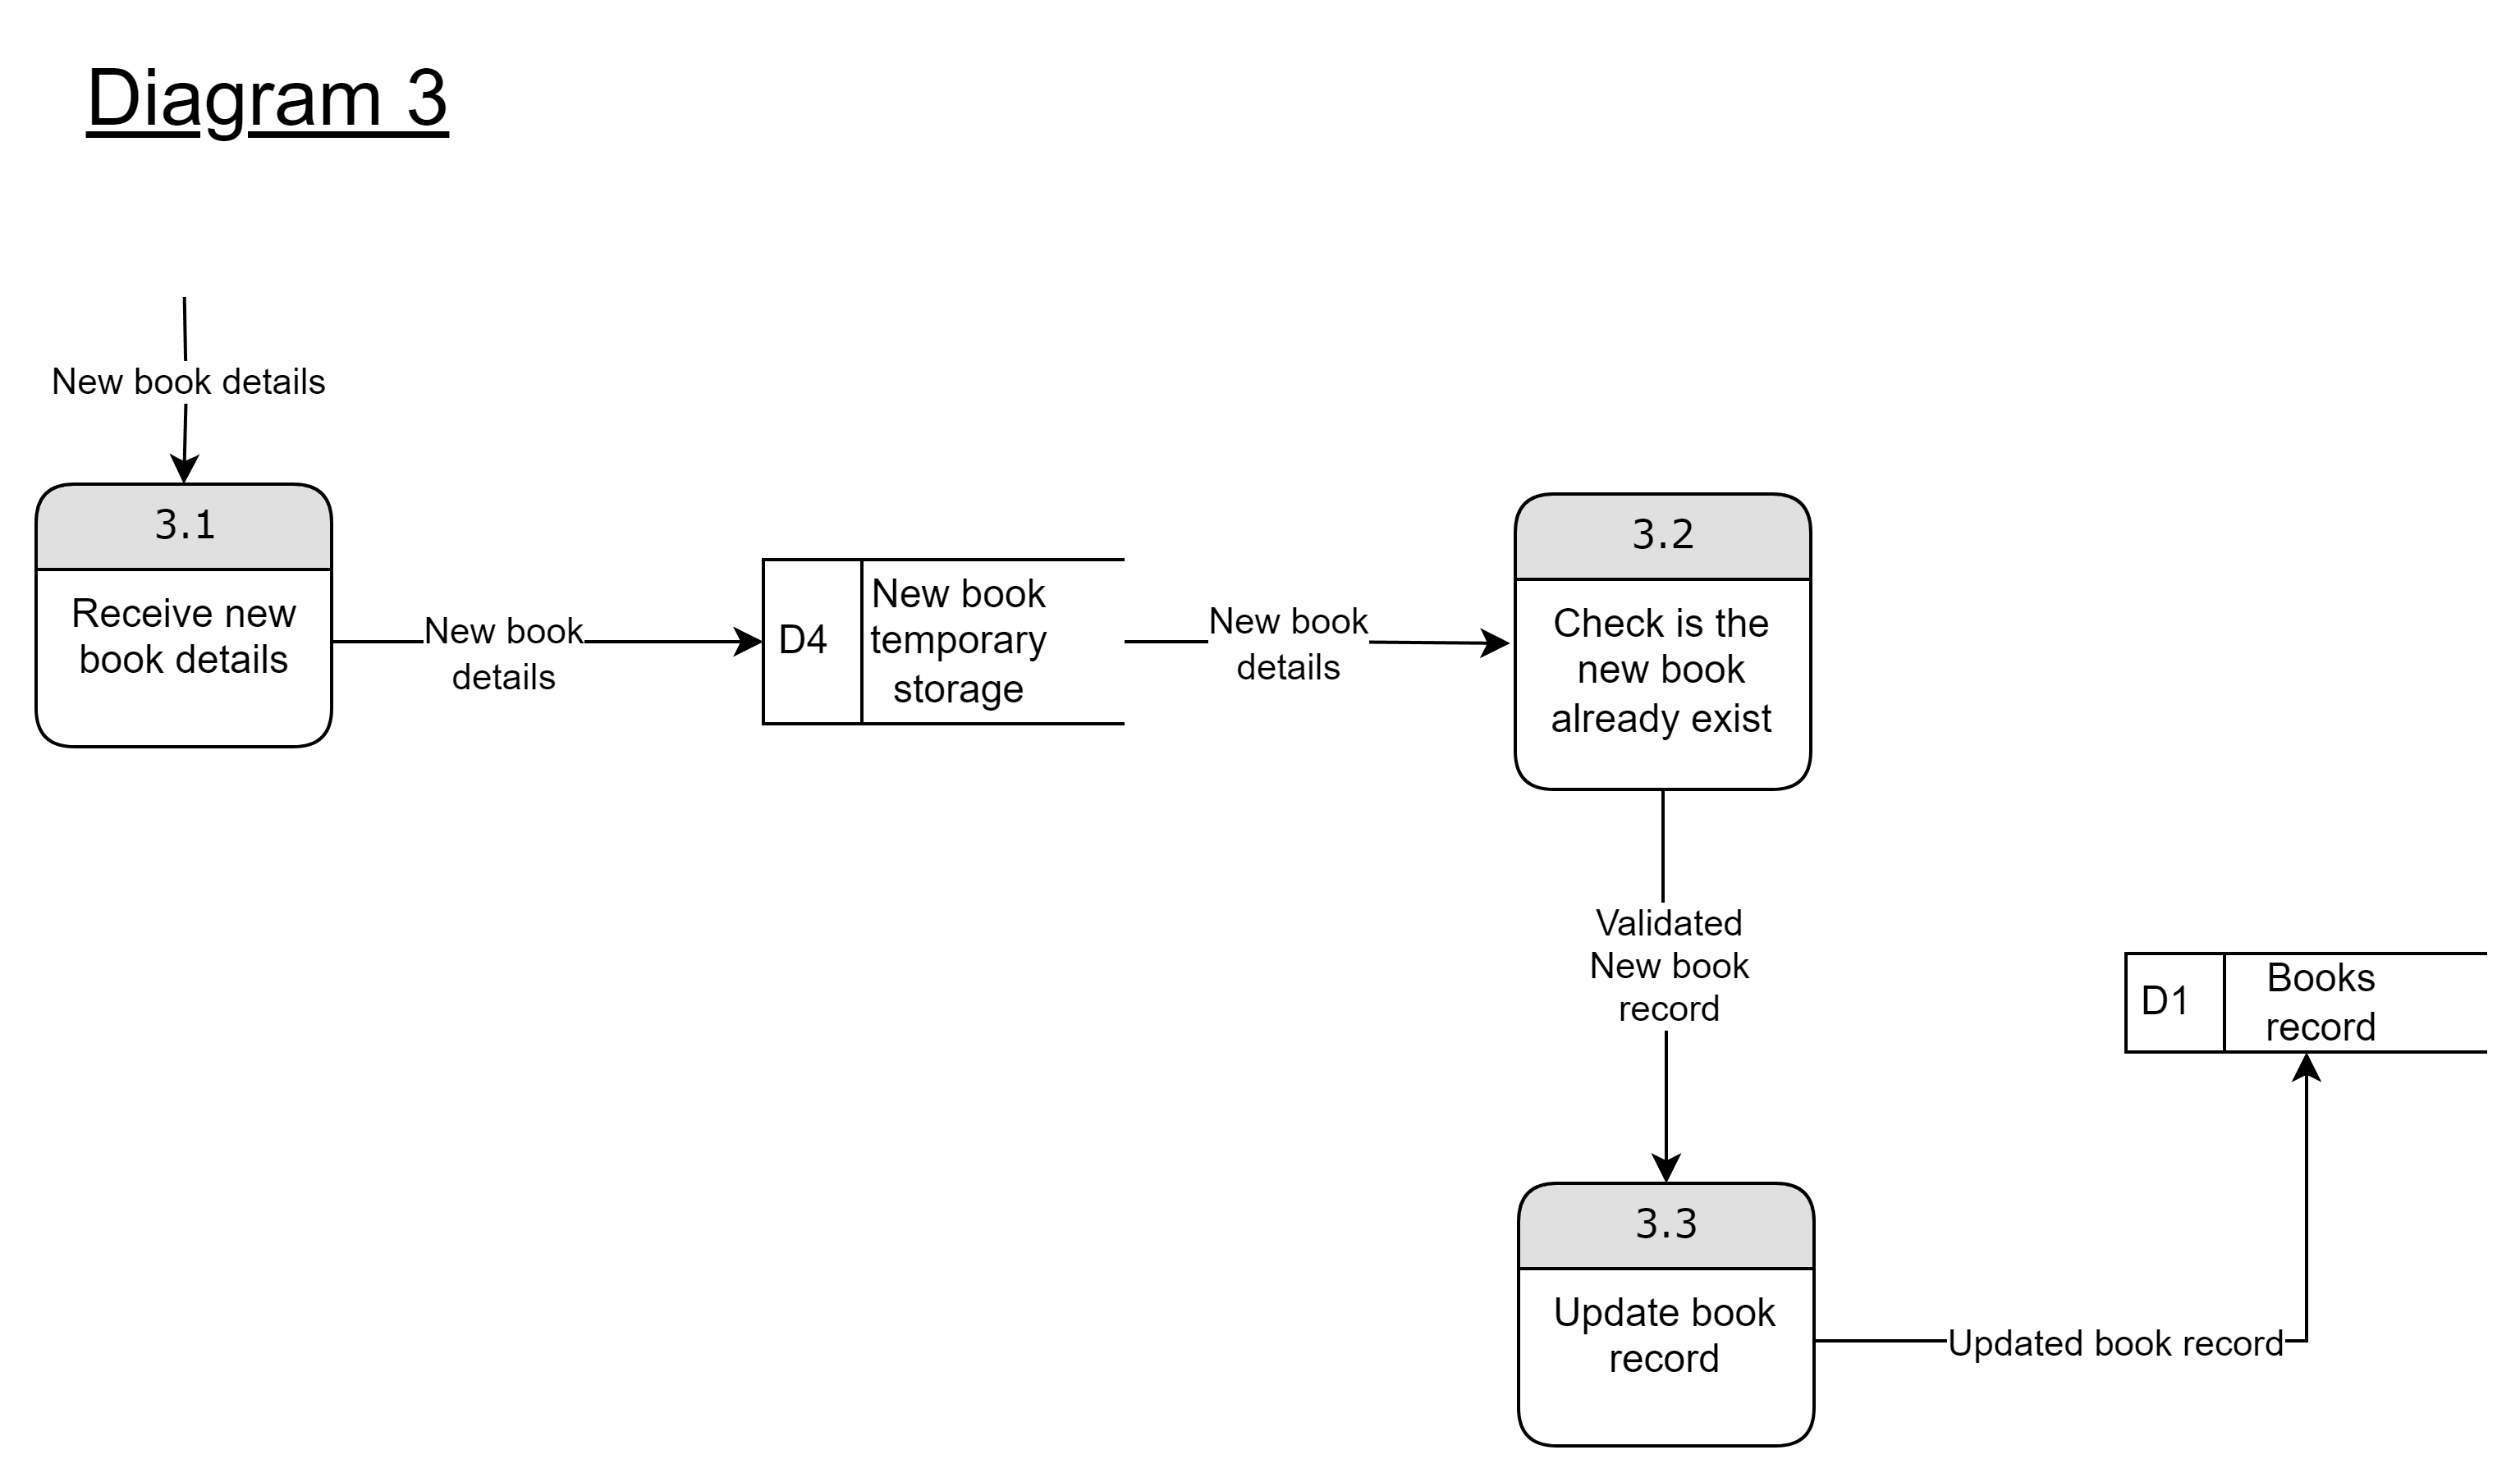 Diagram 3
New book details
3.1
Receive new
book details
New book
details
D4
New book
temporary
storage
New book
details
3.2
Check is the
new book
already exist
Validated
New book
record
D1
Books
record
3.3
Update book
record
Updated book record